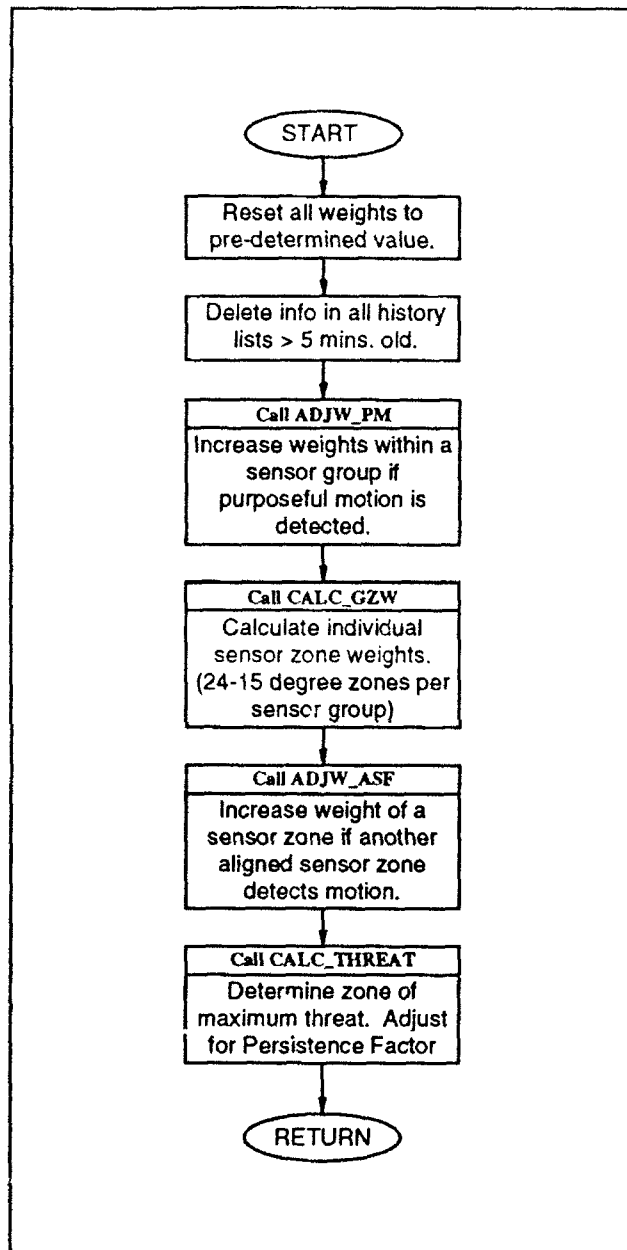 START
Reset all weights to
pre-determined value.
Delete info in all history
lists > 5 mins. old.
Call ADJW_PM
Increase weights within a
sensor group if
purposeful motion is
detected.
Call CALC_GZW
Calculate individual
sensor zone weights.
(24-15 degree zones per
sensor group)
Call ADJW_ASF
Increase weight of a
sensor zone if another
aligned sensor zone
detects motion.
Call CALC_THREAT
Determine zone of
maximum threat. Adjust
for Persistence Factor
RETURN